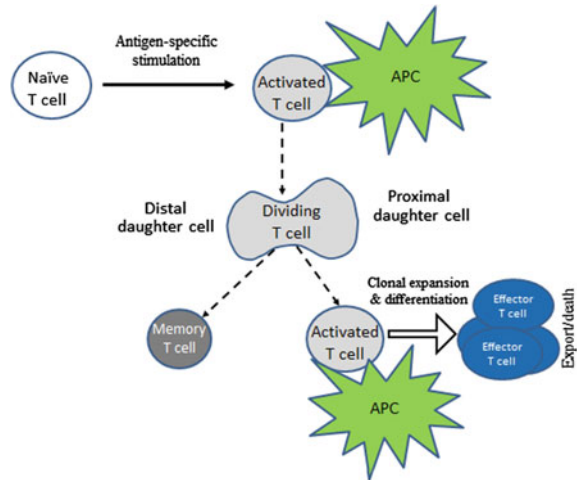 Antigen-specific
stimulation
Naïve
T cell
Activated
T cell
APC
Distal
daughter cell
Dividing
T cell
Proximal
daughter cell
Memory
T cell
Activated
T cell
APC
Clonal expansion
& differentiation
Effector
T cell
Effector
T cell
Export/death